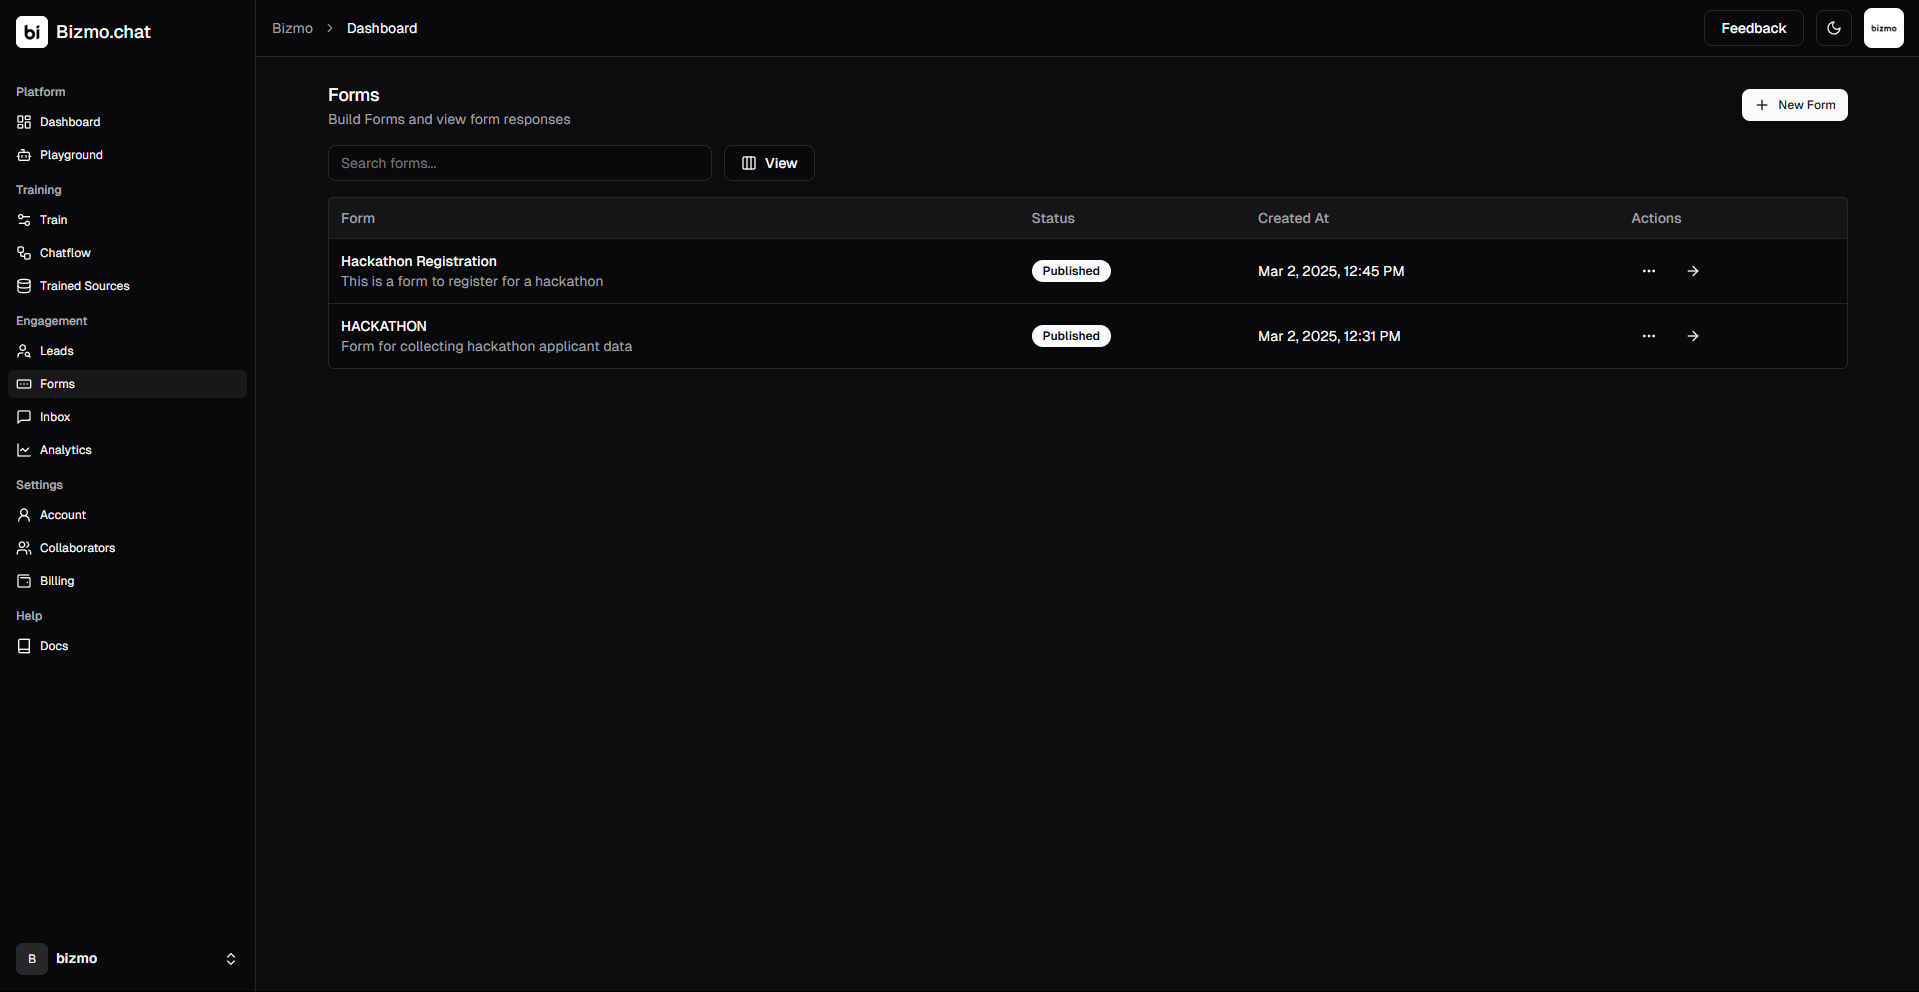 bi Bizmo.chat
Platform
Dashboard
Playground
Training
Train
Chatflow
Trained Sources
Engagement
Leads
Forms
Inbox
Analytics
Settings
Account
Collaborators
Billing
Help
Docs
B bizmo
Bizmo > Dashboard
Feedback
bizmo
Forms
Build Forms and view form responses
New Form
Search forms...
View
Form Status Created At Actions
Hackathon Registration
This is a form to register for a hackathon
Published Mar 2, 2025, 12:45 PM
HACKATHON
Form for collecting hackathon applicant data
Published Mar 2, 2025, 12:31 PM